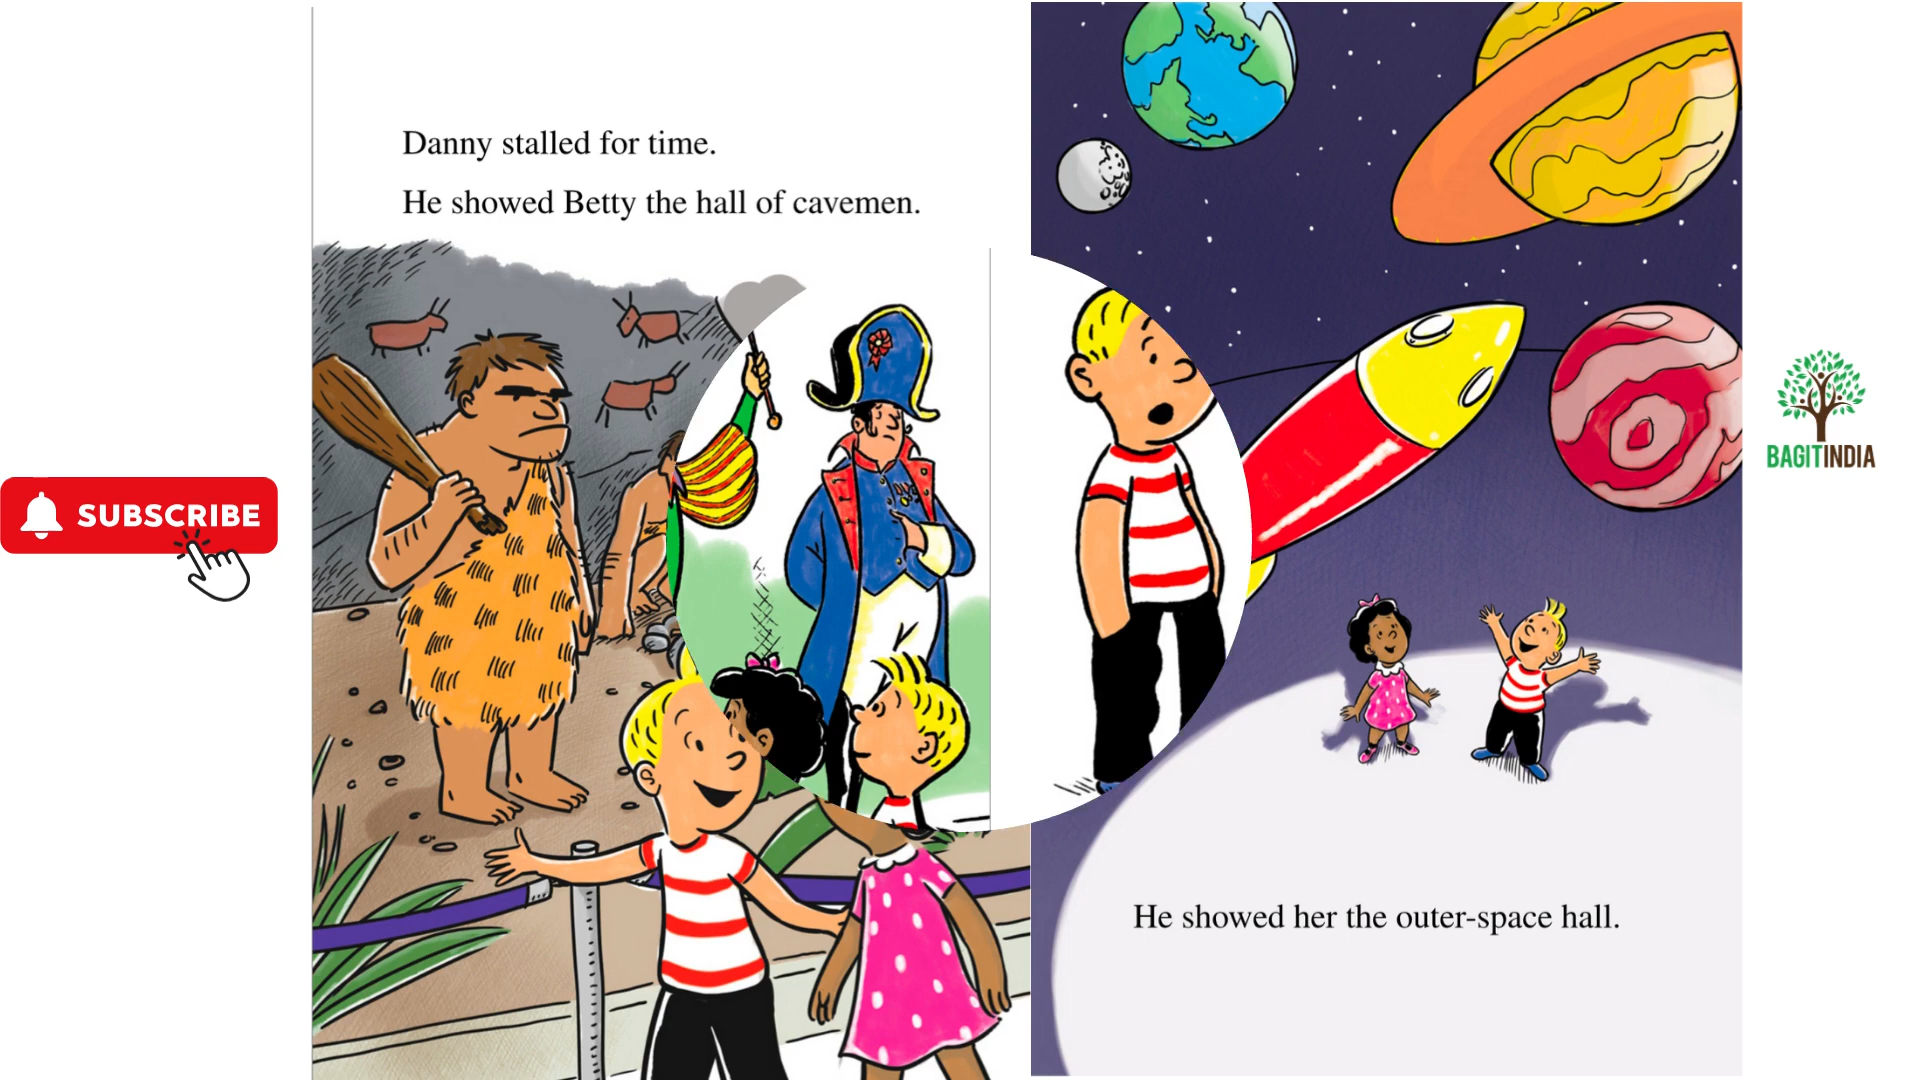 Danny stalled for time.
He showed Betty the hall of cavemen.
SUBSCRIBE
BAGITINDIA
He showed her the outer-space hall.